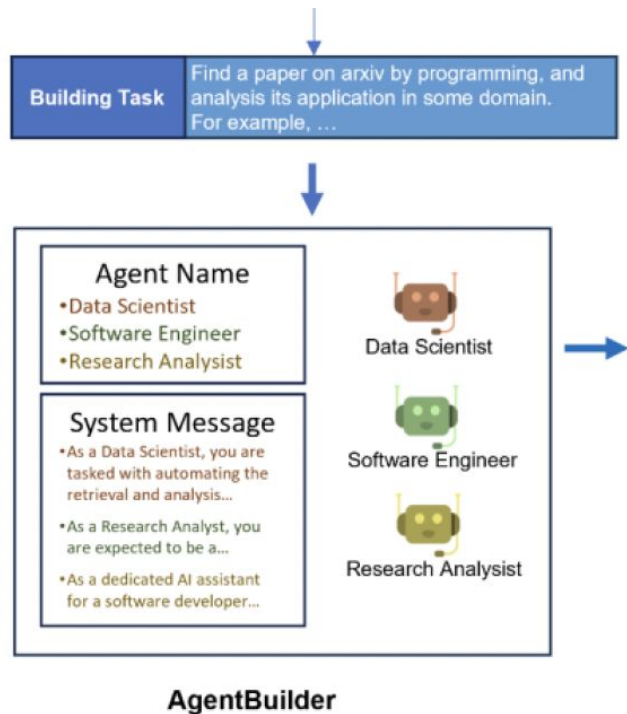 Building Task
Find a paper on arxiv by programming, and
analysis its application in some domain.
For example, …
Agent Name
•Data Scientist
•Software Engineer
•Research Analysist
System Message
•As a Data Scientist, you are
tasked with automating the
retrieval and analysis…
•As a Research Analyst, you
are expected to be a…
•As a dedicated AI assistant
for a software developer…
Data Scientist
Software Engineer
Research Analysist
AgentBuilder